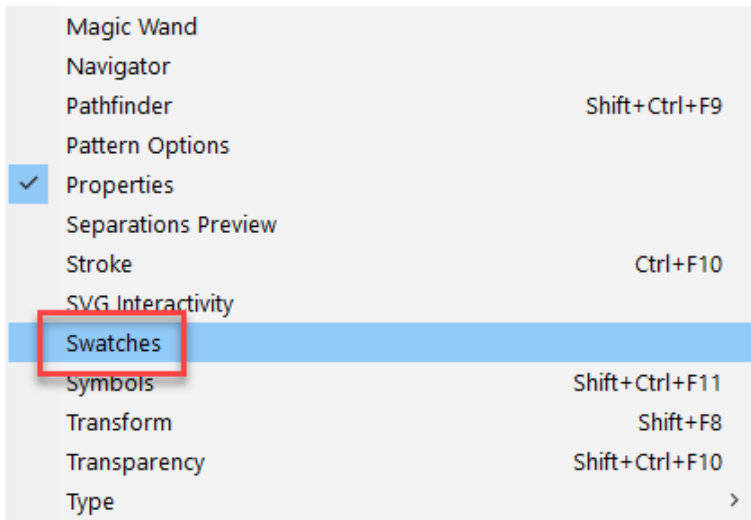 Magic Wand
Navigator
Pathfinder Shift+Ctrl+F9
Pattern Options
Properties
Separations Preview
Stroke Ctrl+F10
SVG Interactivity
Swatches
Symbols Shift+Ctrl+F11
Transform Shift+F8
Transparency Shift+Ctrl+F10
Type